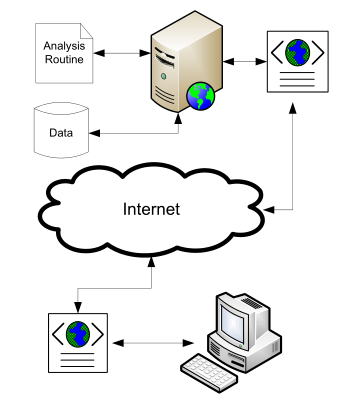 Analysis
Routine
Data
Internet